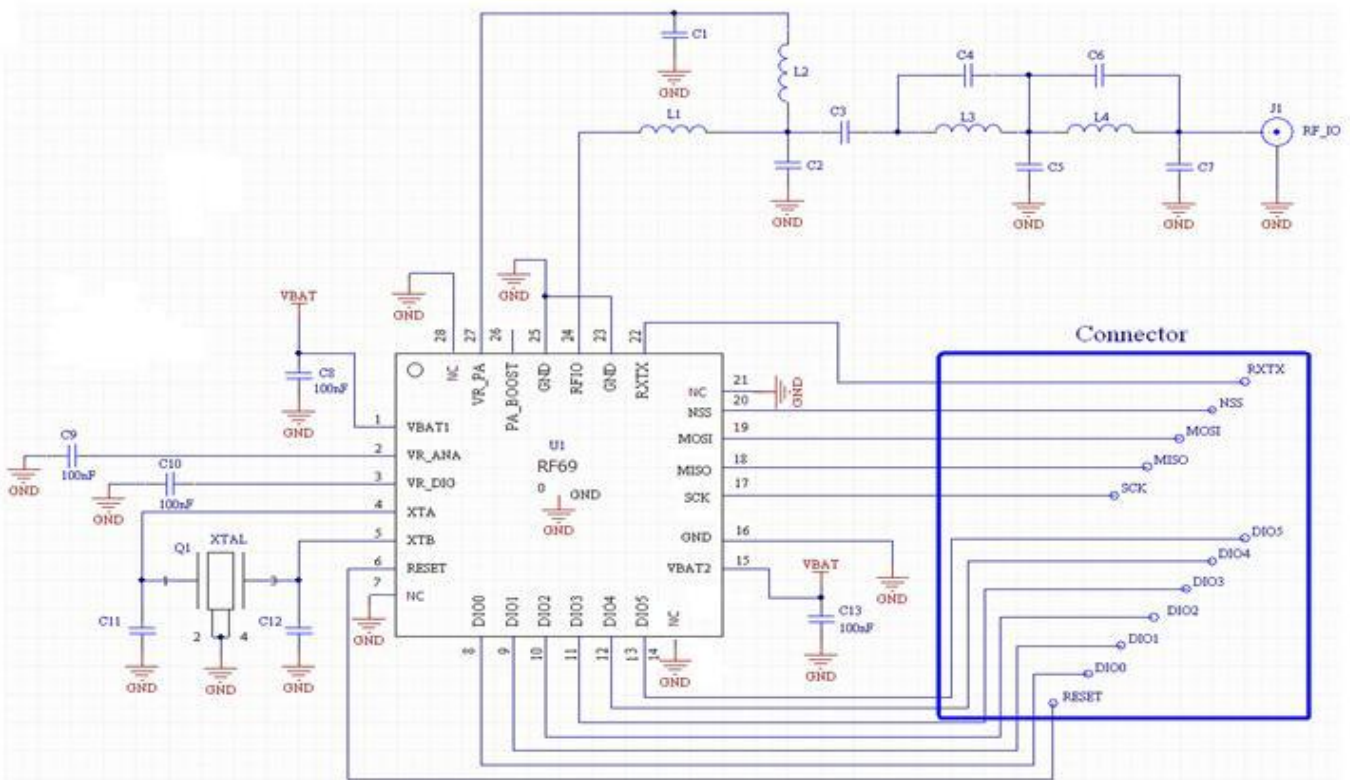 C1
GND
L2
C4
C6
L1
C3
L3
L4
J1
RF_IO
C2
GND
C5
GND
C7
GND
GND
VBAT
GND
GND
28
27
26
25
24
23
22
Connector
C8
100nF
GND
NC
VR_PA
PA_BOOST
GND
RFIO
GND
RXTX
NC
21
GND
RXTX
1
VBAT1
NSS
20
NSS
C9
100nF
GND
2
VR_ANA
U1
RF69
MOSI
19
MOSI
C10
100nF
GND
3
VR_DIG
0
GND
GND
MISO
18
MISO
4
XTA
SCK
17
SCK
Q1
XTAL
5
XTB
GND
16
GND
DIO5
1
3
6
RESET
VBAT2
15
VBAT
DIO4
7
NC
GND
DIO3
C11
GND
2
4
GND
C12
GND
DIO0
DIO1
DIO2
DIO3
DIO4
DIO5
NC
C13
100nF
GND
DIO2
8
9
10
11
12
13
14
GND
DIO1
DIO0
RESET